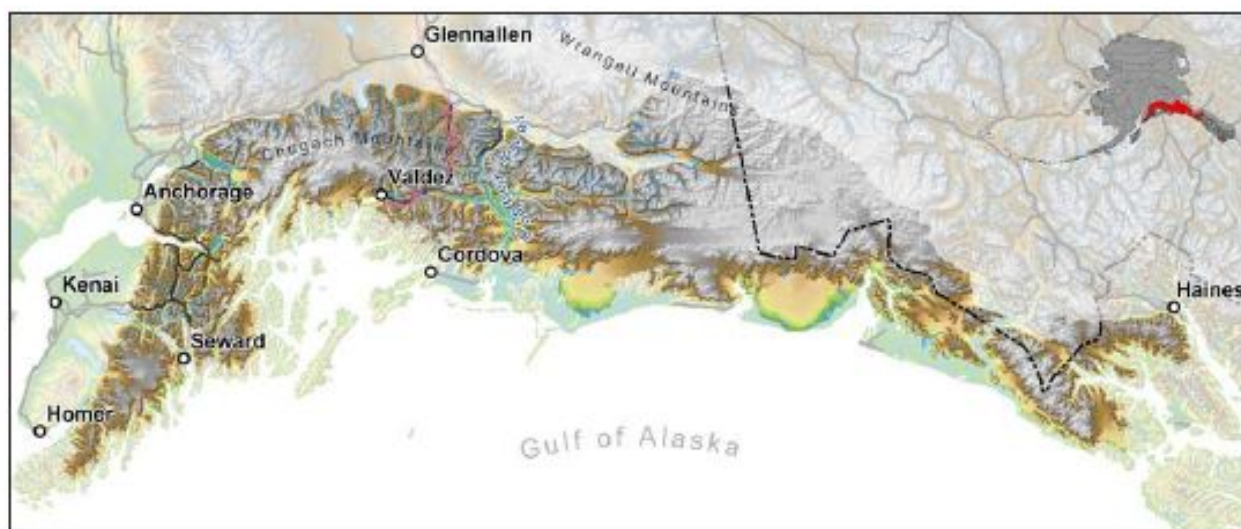 Glennallen
Wrangell Mountains
Chugach Mountains
Anchorage
Valdez
Cordova
Kenai
Haines
Seward
Homer
Gulf of Alaska